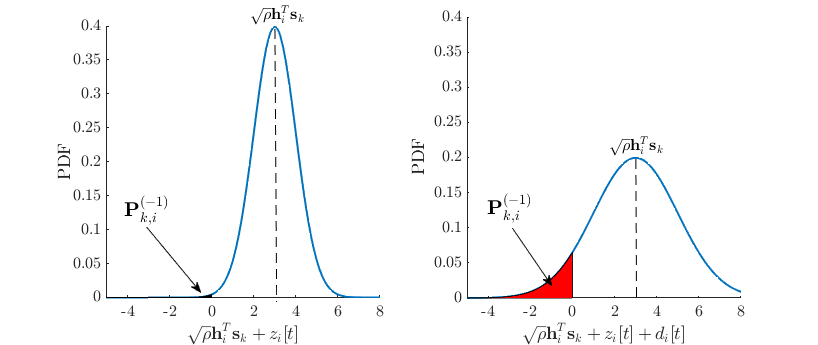 √ρh_i^T s_k
0.4
0.35
0.3
0.25
0.2
0.15
0.1
0.05
0
PDF
P_{k,i}^{(-1)}
-4 -2 0 2 4 6 8
√ρh_i^T s_k + z_i[t]
0.4
0.35
0.3
0.25
0.2
0.15
0.1
0.05
0
PDF
√ρh_i^T s_k
P_{k,i}^{(-1)}
-4 -2 0 2 4 6 8
√ρh_i^T s_k + z_i[t] + d_i[t]